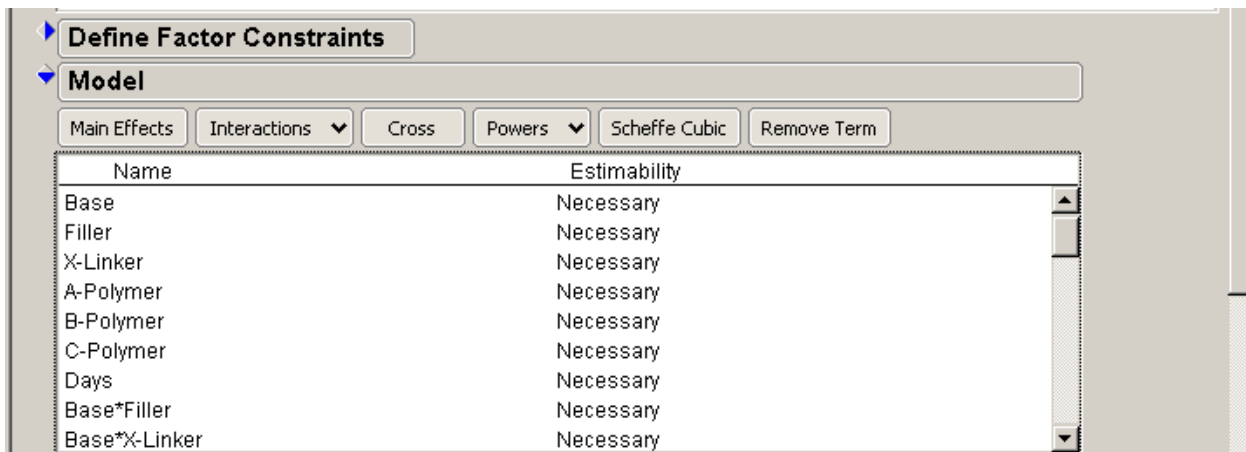 Define Factor Constraints
Model
Main Effects Interactions Cross Powers Scheffe Cubic Remove Term
Name Estimability
Base Necessary
Filler Necessary
X-Linker Necessary
A-Polymer Necessary
B-Polymer Necessary
C-Polymer Necessary
Days Necessary
Base*Filler Necessary
Base*X-Linker Necessary